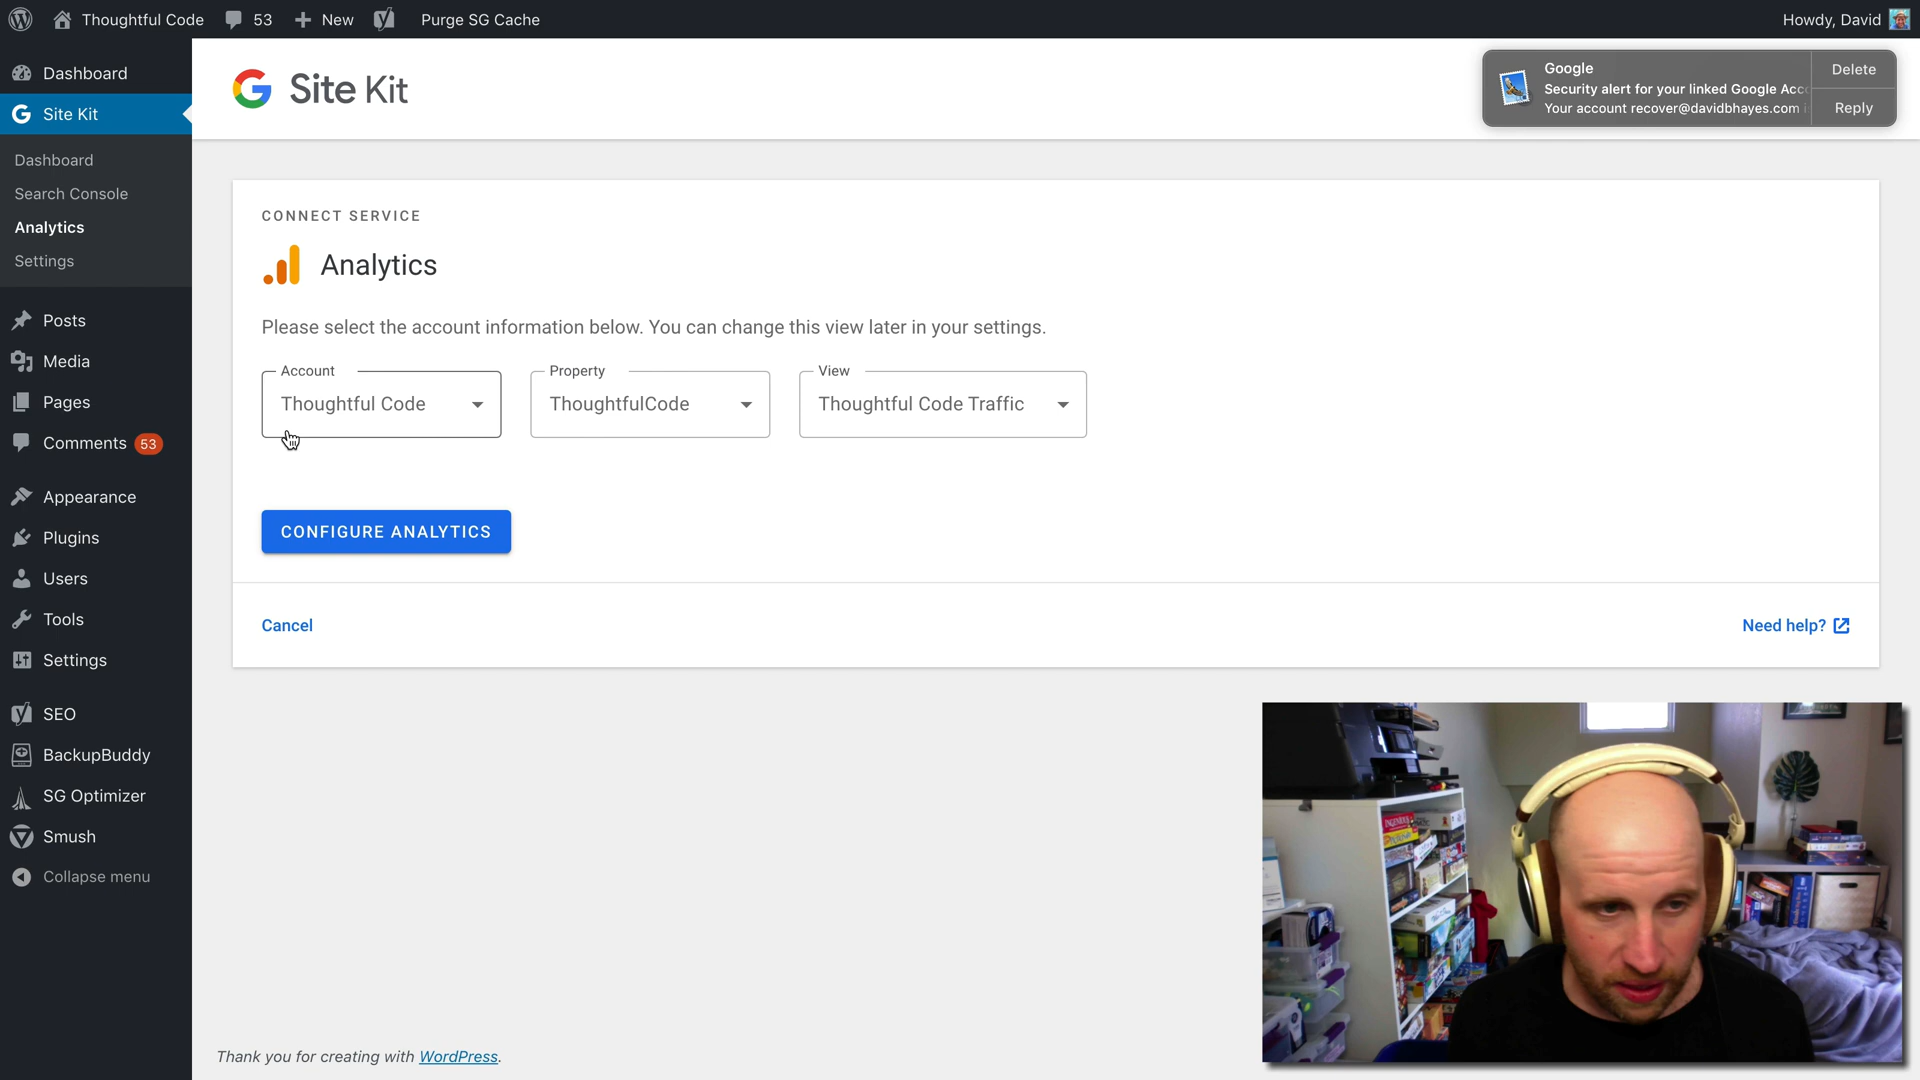 Thoughtful Code
53
New
Purge SG Cache
Howdy, David
Dashboard
Site Kit
Dashboard
Search Console
Analytics
Settings
Posts
Media
Pages
Comments 53
Appearance
Plugins
Users
Tools
Settings
SEO
BackupBuddy
SG Optimizer
Smush
Collapse menu
Site Kit
Google
Security alert for your linked Google Acc
Your account recover@davidbhayes.com
Delete
Reply
CONNECT SERVICE
Analytics
Please select the account information below. You can change this view later in your settings.
Account
Thoughtful Code
Property
ThoughtfulCode
View
Thoughtful Code Traffic
CONFIGURE ANALYTICS
Cancel
Need help?
INGENIOUS
Thank you for creating with WordPress.